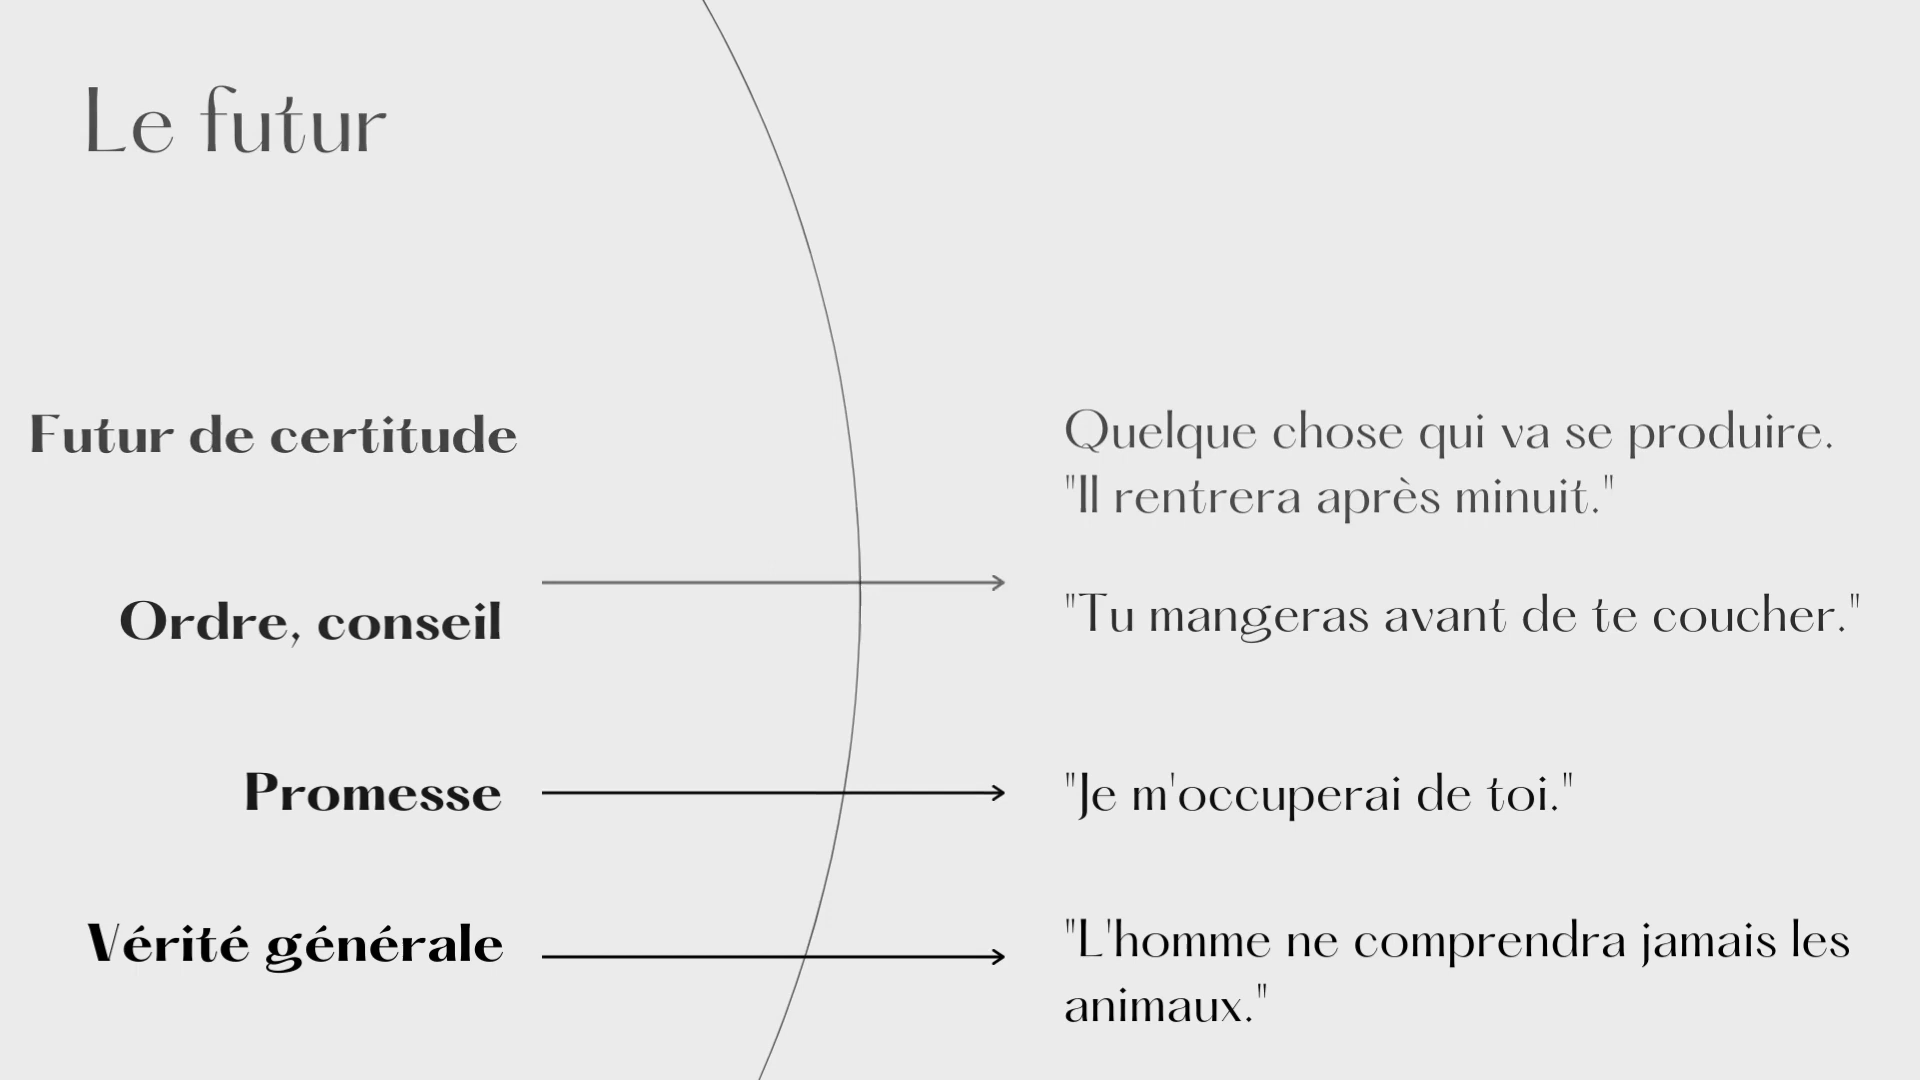 Le futur
Futur de certitude
Quelque chose qui va se produire.
"Il rentrera après minuit."
Ordre, conseil
"Tu mangeras avant de te coucher."
Promesse
"Je m'occuperai de toi."
Vérité générale
"L'homme ne comprendra jamais les
animaux."